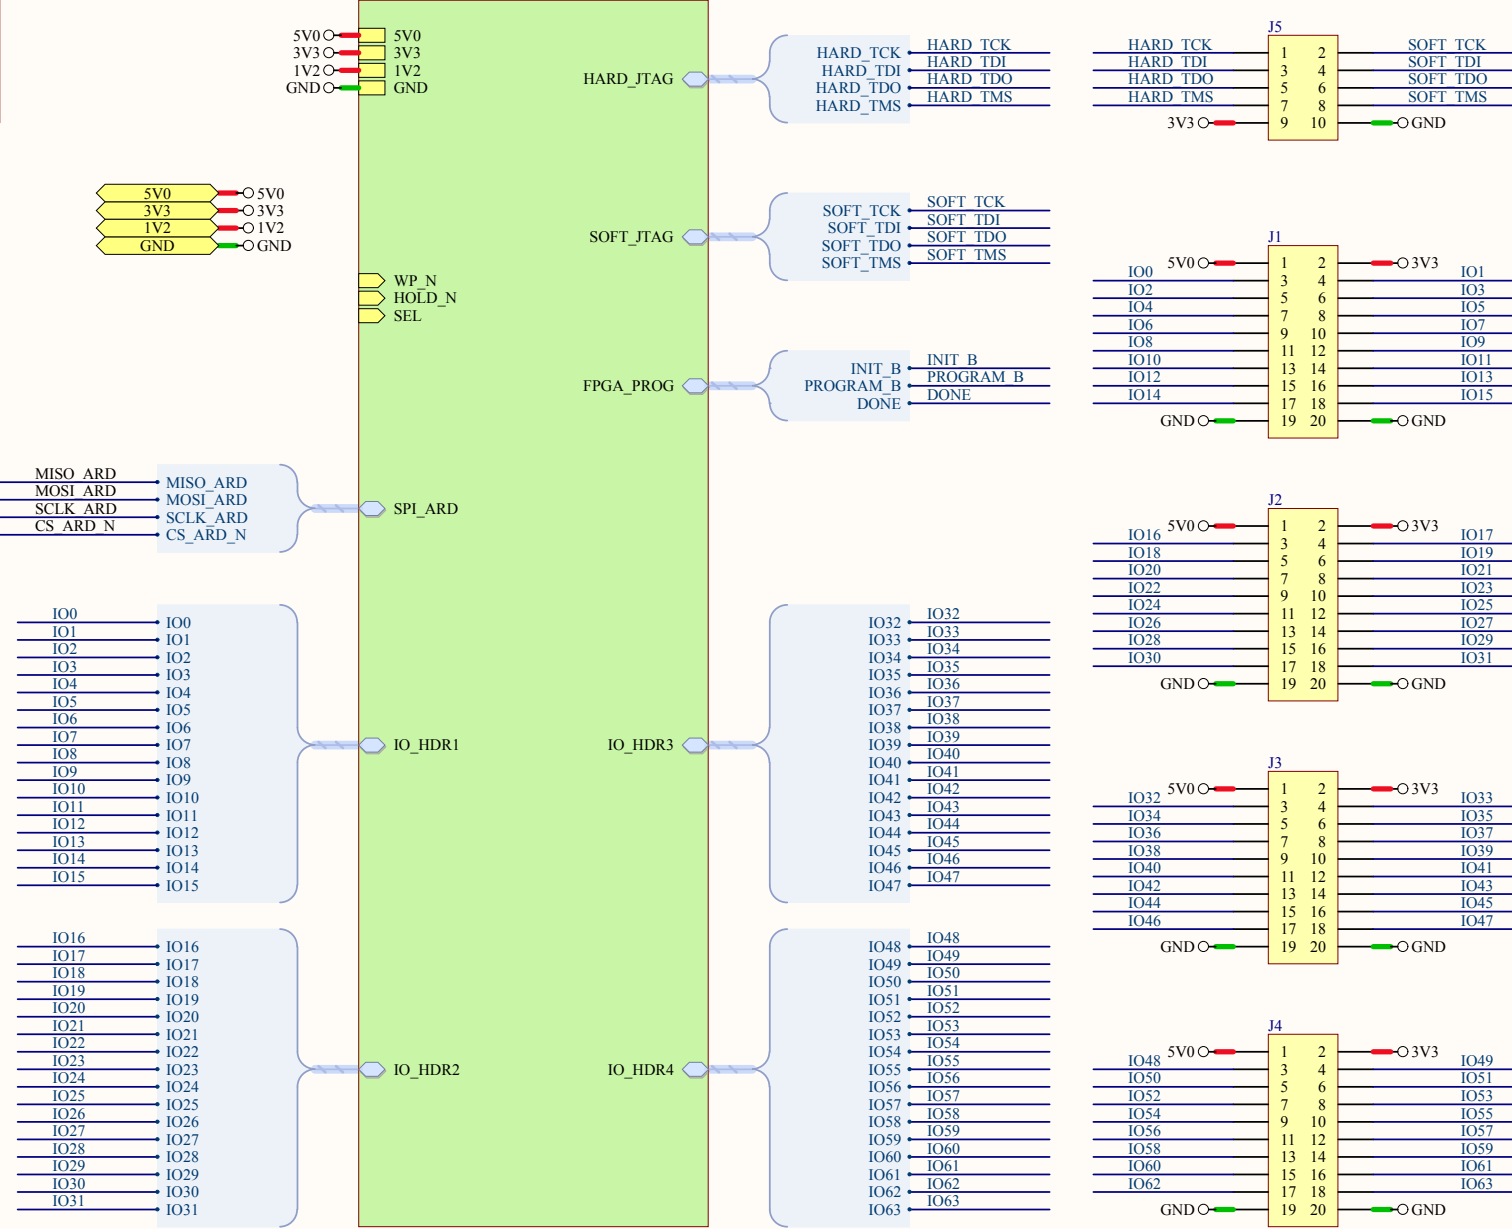 5V0 5V0
3V3 3V3
1V2 1V2
GND GND
5V0 5V0
3V3 3V3
1V2 1V2
GND GND
WP_N
HOLD_N
SEL
MISO_ARD MISO_ARD
MOSI_ARD MOSI_ARD
SCLK_ARD SCLK_ARD
CS_ARD_N CS_ARD_N
SPI_ARD
IO0 IO0
IO1 IO1
IO2 IO2
IO3 IO3
IO4 IO4
IO5 IO5
IO6 IO6
IO7 IO7
IO8 IO8
IO9 IO9
IO10 IO10
IO11 IO11
IO12 IO12
IO13 IO13
IO14 IO14
IO15 IO15
IO_HDR1
IO16 IO16
IO17 IO17
IO18 IO18
IO19 IO19
IO20 IO20
IO21 IO21
IO22 IO22
IO23 IO23
IO24 IO24
IO25 IO25
IO26 IO26
IO27 IO27
IO28 IO28
IO29 IO29
IO30 IO30
IO31 IO31
IO_HDR2
HARD_JTAG
HARD_TCK HARD_TCK
HARD_TDI HARD_TDI
HARD_TDO HARD_TDO
HARD_TMS HARD_TMS
SOFT_JTAG
SOFT_TCK SOFT_TCK
SOFT_TDI SOFT_TDI
SOFT_TDO SOFT_TDO
SOFT_TMS SOFT_TMS
FPGA_PROG
INIT_B INIT_B
PROGRAM_B PROGRAM_B
DONE DONE
IO_HDR3
IO32 IO32
IO33 IO33
IO34 IO34
IO35 IO35
IO36 IO36
IO37 IO37
IO38 IO38
IO39 IO39
IO40 IO40
IO41 IO41
IO42 IO42
IO43 IO43
IO44 IO44
IO45 IO45
IO46 IO46
IO47 IO47
IO_HDR4
IO48 IO48
IO49 IO49
IO50 IO50
IO51 IO51
IO52 IO52
IO53 IO53
IO54 IO54
IO55 IO55
IO56 IO56
IO57 IO57
IO58 IO58
IO59 IO59
IO60 IO60
IO61 IO61
IO62 IO62
IO63 IO63
J5
HARD_TCK 1 2 SOFT_TCK
HARD_TDI 3 4 SOFT_TDI
HARD_TDO 5 6 SOFT_TDO
HARD_TMS 7 8 SOFT_TMS
3V3 9 10 GND
J1
5V0 1 2 3V3
IO0 3 4 IO1
IO2 5 6 IO3
IO4 7 8 IO5
IO6 9 10 IO7
IO8 11 12 IO9
IO10 13 14 IO11
IO12 15 16 IO13
IO14 17 18 IO15
GND 19 20 GND
J2
5V0 1 2 3V3
IO16 3 4 IO17
IO18 5 6 IO19
IO20 7 8 IO21
IO22 9 10 IO23
IO24 11 12 IO25
IO26 13 14 IO27
IO28 15 16 IO29
IO30 17 18 IO31
GND 19 20 GND
J3
5V0 1 2 3V3
IO32 3 4 IO33
IO34 5 6 IO35
IO36 7 8 IO37
IO38 9 10 IO39
IO40 11 12 IO41
IO42 13 14 IO43
IO44 15 16 IO45
IO46 17 18 IO47
GND 19 20 GND
J4
5V0 1 2 3V3
IO48 3 4 IO49
IO50 5 6 IO51
IO52 7 8 IO53
IO54 9 10 IO55
IO56 11 12 IO57
IO58 13 14 IO59
IO60 15 16 IO61
IO62 17 18 IO63
GND 19 20 GND